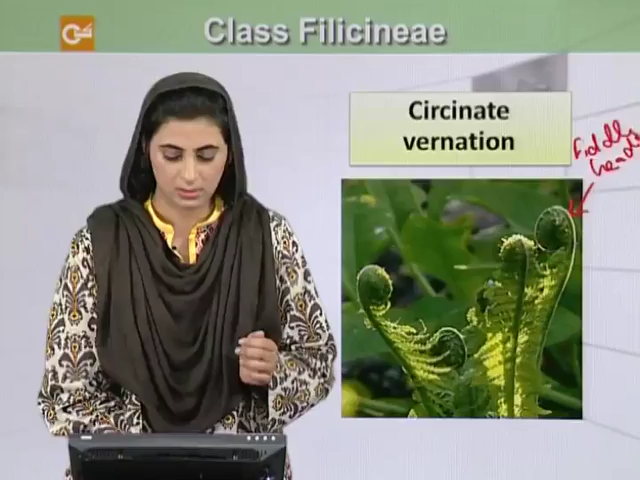 Class Filicineae
Circinate
vernation
Fiddle
heads